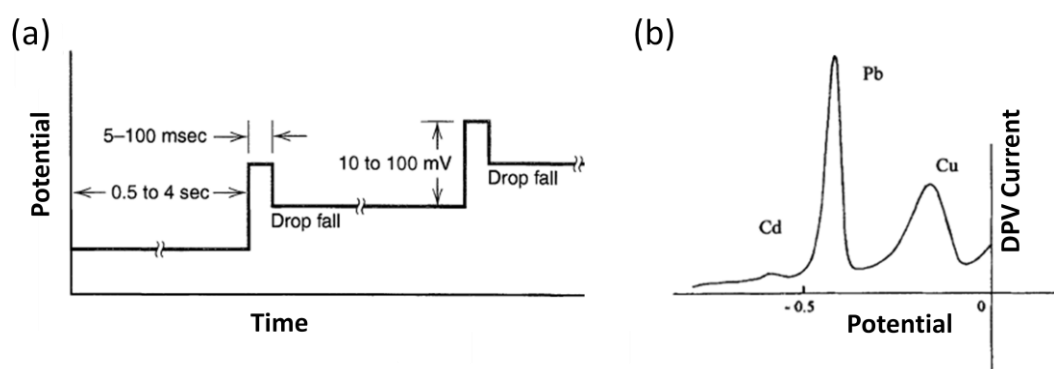 (a)
Potential
5–100 msec
0.5 to 4 sec
10 to 100 mV
Drop fall
Drop fall
Time
(b)
Pb
Cu
Cd
DPV Current
- 0.5
0
Potential